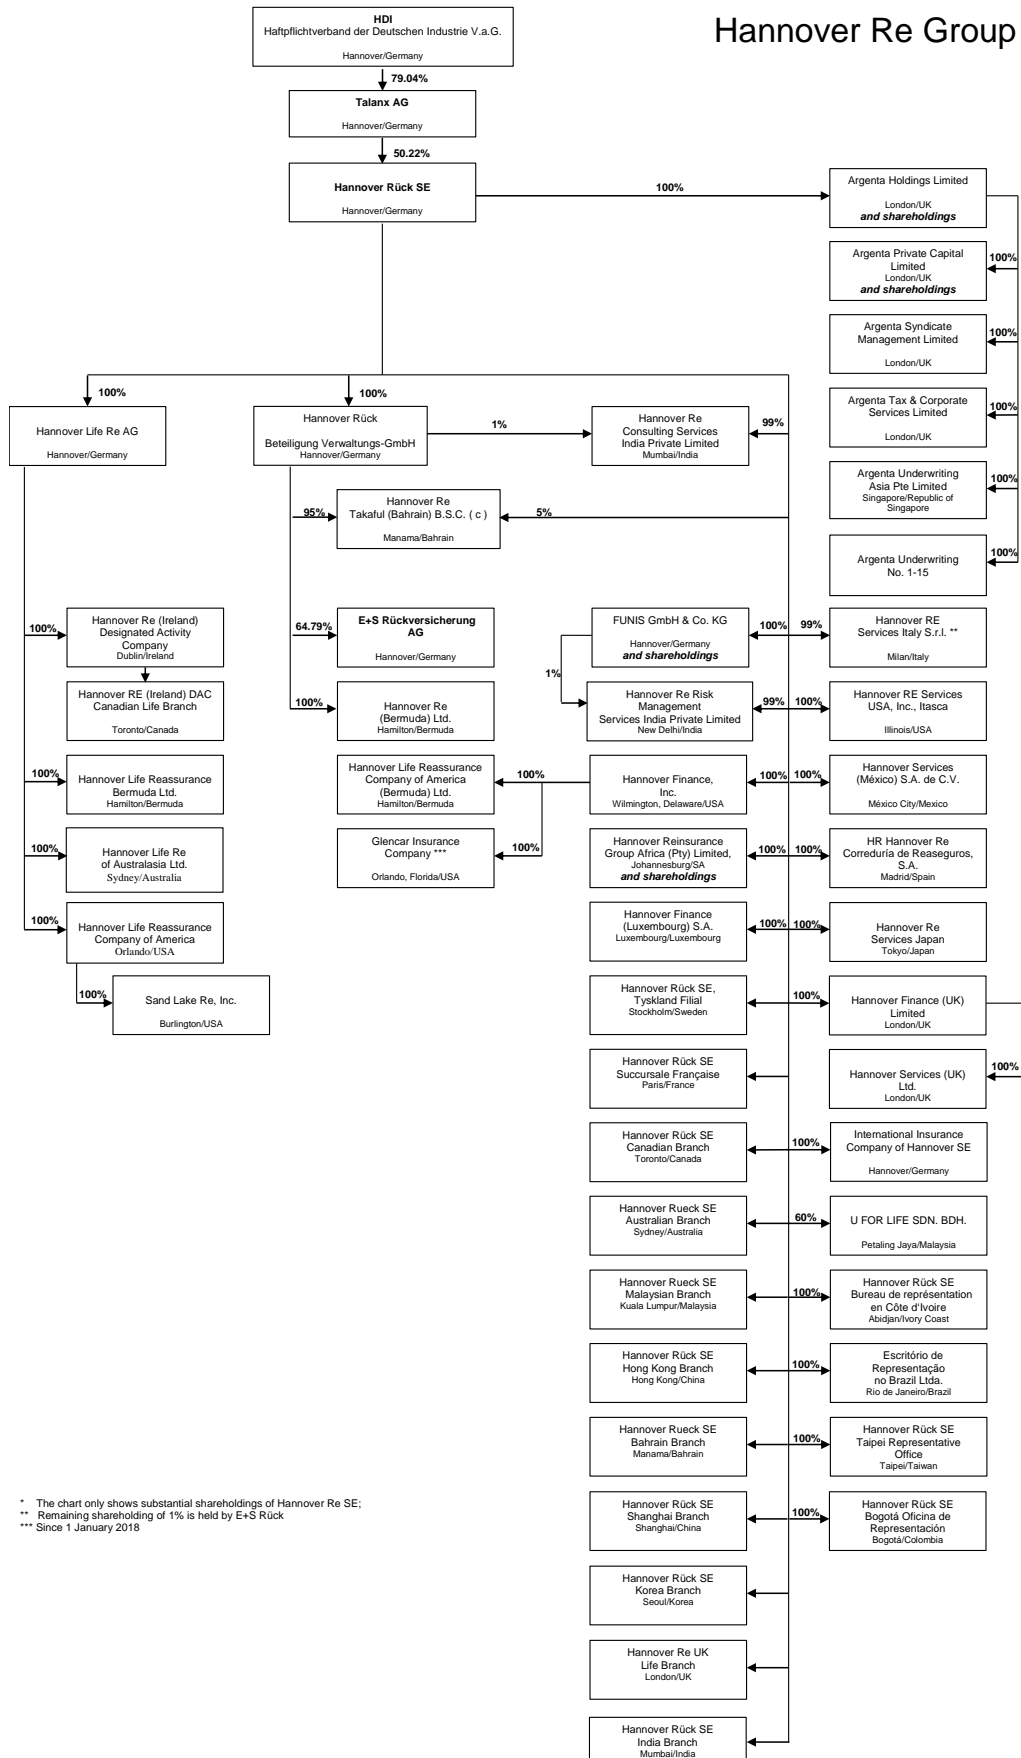 Hannover Re Group
HDI
Haftpflichtverband der Deutschen Industrie V.a.G.
Hannover/Germany
79.04%
Talanx AG
Hannover/Germany
50.22%
Hannover Rück SE
Hannover/Germany
100%
Argenta Holdings Limited
London/UK
and shareholdings
100%
Argenta Private Capital
Limited
London/UK
and shareholdings
100%
Argenta Syndicate
Management Limited
London/UK
100%
Argenta Tax & Corporate
Services Limited
London/UK
100%
Argenta Underwriting
Asia Pte Limited
Singapore/Republic of
Singapore
100%
Argenta Underwriting
No. 1-15
100%
Hannover Life Re AG
Hannover/Germany
100%
Hannover Rück
Beteiligung Verwaltungs-GmbH
Hannover/Germany
1%
Hannover Re
Consulting Services
India Private Limited
Mumbai/India
99%
95%
Hannover Re
Takaful (Bahrain) B.S.C. ( c )
Manama/Bahrain
5%
100%
Hannover Re (Ireland)
Designated Activity
Company
Dublin/Ireland
Hannover RE (Ireland) DAC
Canadian Life Branch
Toronto/Canada
100%
Hannover Life Reassurance
Bermuda Ltd.
Hamilton/Bermuda
100%
Hannover Life Re
of Australasia Ltd.
Sydney/Australia
100%
Hannover Life Reassurance
Company of America
Orlando/USA
100%
Sand Lake Re, Inc.
Burlington/USA
64.79%
E+S Rückversicherung
AG
Hannover/Germany
100%
Hannover Re
(Bermuda) Ltd.
Hamilton/Bermuda
Hannover Life Reassurance
Company of America
(Bermuda) Ltd.
Hamilton/Bermuda
100%
Glencar Insurance
Company ***
Orlando, Florida/USA
100%
FUNIS GmbH & Co. KG
Hannover/Germany
and shareholdings
100%
99%
Hannover RE
Services Italy S.r.l. **
Milan/Italy
1%
Hannover Re Risk
Management
Services India Private Limited
New Delhi/India
99%
100%
Hannover RE Services
USA, Inc., Itasca
Illinois/USA
Hannover Finance,
Inc.
Wilmington, Delaware/USA
100%
100%
Hannover Services
(México) S.A. de C.V.
México City/Mexico
Hannover Reinsurance
Group Africa (Pty) Limited,
Johannesburg/SA
and shareholdings
100%
100%
HR Hannover Re
Correduría de Reaseguros,
S.A.
Madrid/Spain
Hannover Finance
(Luxembourg) S.A.
Luxembourg/Luxembourg
100%
100%
Hannover Re
Services Japan
Tokyo/Japan
Hannover Rück SE,
Tyskland Filial
Stockholm/Sweden
100%
Hannover Finance (UK)
Limited
London/UK
Hannover Rück SE
Succursale Française
Paris/France
Hannover Services (UK)
Ltd.
London/UK
100%
Hannover Rück SE
Canadian Branch
Toronto/Canada
100%
International Insurance
Company of Hannover SE
Hannover/Germany
Hannover Rueck SE
Australian Branch
Sydney/Australia
60%
U FOR LIFE SDN. BDH.
Petaling Jaya/Malaysia
Hannover Rueck SE
Malaysian Branch
Kuala Lumpur/Malaysia
100%
Hannover Rück SE
Bureau de représentation
en Côte d'Ivoire
Abidjan/Ivory Coast
Hannover Rück SE
Hong Kong Branch
Hong Kong/China
100%
Escritório de
Representação
no Brazil Ltda.
Rio de Janeiro/Brazil
Hannover Rueck SE
Bahrain Branch
Manama/Bahrain
100%
Hannover Rück SE
Taipei Representative
Office
Taipei/Taiwan
Hannover Rück SE
Shanghai Branch
Shanghai/China
100%
Hannover Rück SE
Bogotá Oficina de
Representación
Bogotá/Colombia
Hannover Rück SE
Korea Branch
Seoul/Korea
Hannover Re UK
Life Branch
London/UK
Hannover Rück SE
India Branch
Mumbai/India
* The chart only shows substantial shareholdings of Hannover Re SE;
** Remaining shareholding of 1% is held by E+S Rück
*** Since 1 January 2018